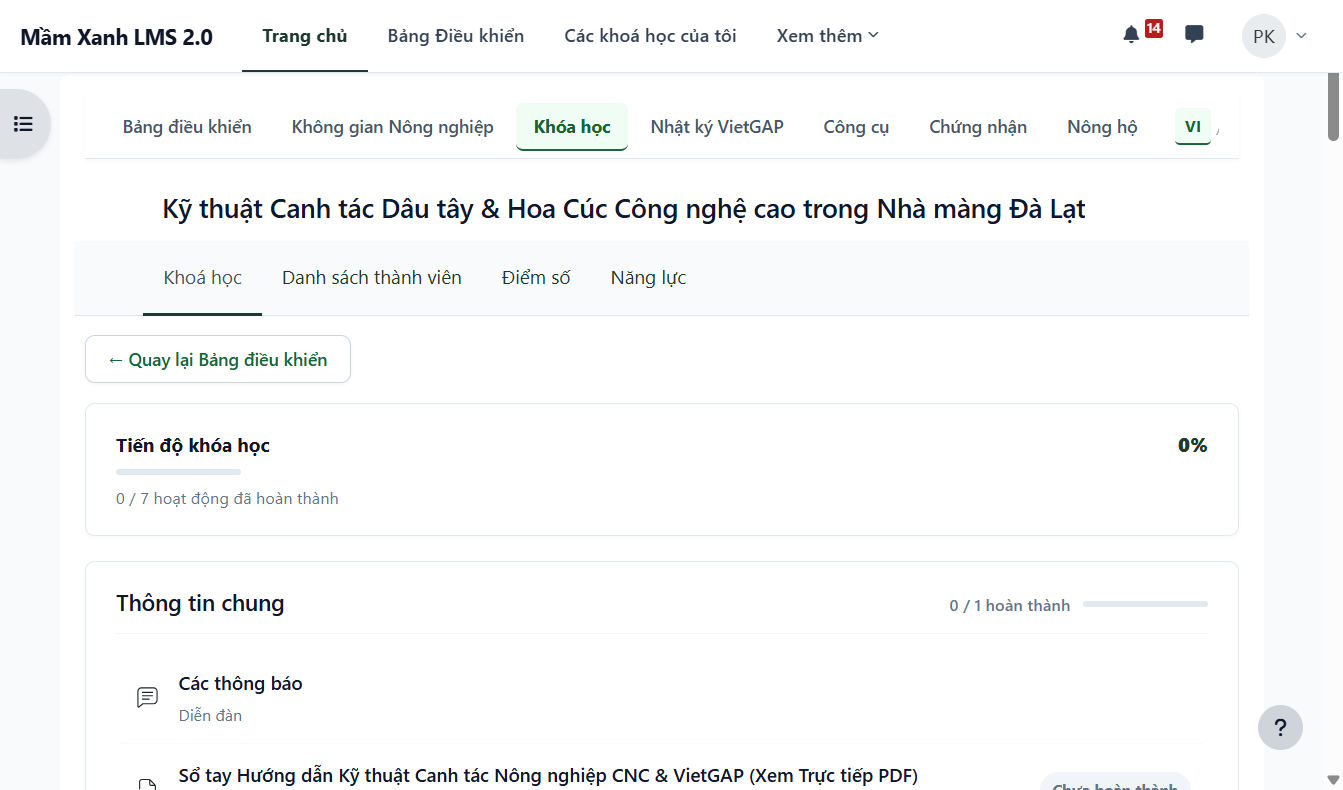 Mầm Xanh LMS 2.0
Trang chủ
Bảng Điều khiển
Các khoá học của tôi
Xem thêm
14
PK
Bảng điều khiển
Không gian Nông nghiệp
Khóa học
Nhật ký VietGAP
Công cụ
Chứng nhận
Nông hộ
VI
/
Kỹ thuật Canh tác Dâu tây & Hoa Cúc Công nghệ cao trong Nhà màng Đà Lạt
Khoá học
Danh sách thành viên
Điểm số
Năng lực
← Quay lại Bảng điều khiển
Tiến độ khóa học
0%
0 / 7 hoạt động đã hoàn thành
Thông tin chung
0 / 1 hoàn thành
Các thông báo
Diễn đàn
Sổ tay Hướng dẫn Kỹ thuật Canh tác Nông nghiệp CNC & VietGAP (Xem Trực tiếp PDF)
Chưa hoàn thành
?